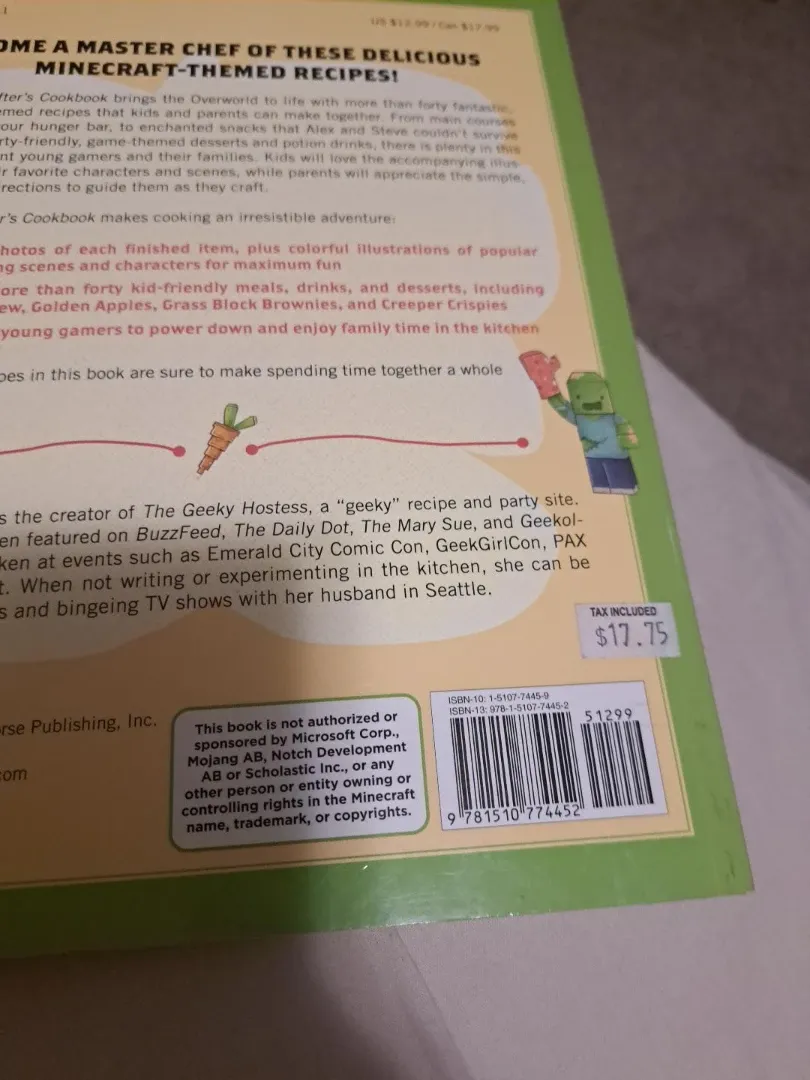 US $12.99 / Can $17.99
OME A MASTER CHEF OF THESE DELICIOUS
MINECRAFT-THEMED RECIPES!
fter's Cookbook brings the Overworld to life with more than forty fantastic,
emed recipes that kids and parents can make together. From main courses
our hunger bar, to enchanted snacks that Alex and Steve couldn't survive
rty-friendly, game-themed desserts and potion drinks, there is plenty in this
nt young gamers and their families. Kids will love the accompanying illus-
r favorite characters and scenes, while parents will appreciate the simple,
rections to guide them as they craft.
r's Cookbook makes cooking an irresistible adventure:
hotos of each finished item, plus colorful illustrations of popular
ng scenes and characters for maximum fun
ore than forty kid-friendly meals, drinks, and desserts, including
ew, Golden Apples, Grass Block Brownies, and Creeper Crispies
young gamers to power down and enjoy family time in the kitchen
pes in this book are sure to make spending time together a whole
s the creator of The Geeky Hostess, a "geeky" recipe and party site.
en featured on BuzzFeed, The Daily Dot, The Mary Sue, and Geekol-
ken at events such as Emerald City Comic Con, GeekGirlCon, PAX
t. When not writing or experimenting in the kitchen, she can be
s and bingeing TV shows with her husband in Seattle.
TAX INCLUDED
$17.75
rse Publishing, Inc.
com
This book is not authorized or
sponsored by Microsoft Corp.,
Mojang AB, Notch Development
AB or Scholastic Inc., or any
other person or entity owning or
controlling rights in the Minecraft
name, trademark, or copyrights.
ISBN-10: 1-5107-7445-9
ISBN-13: 978-1-5107-7445-2
51299
9 781510 774452